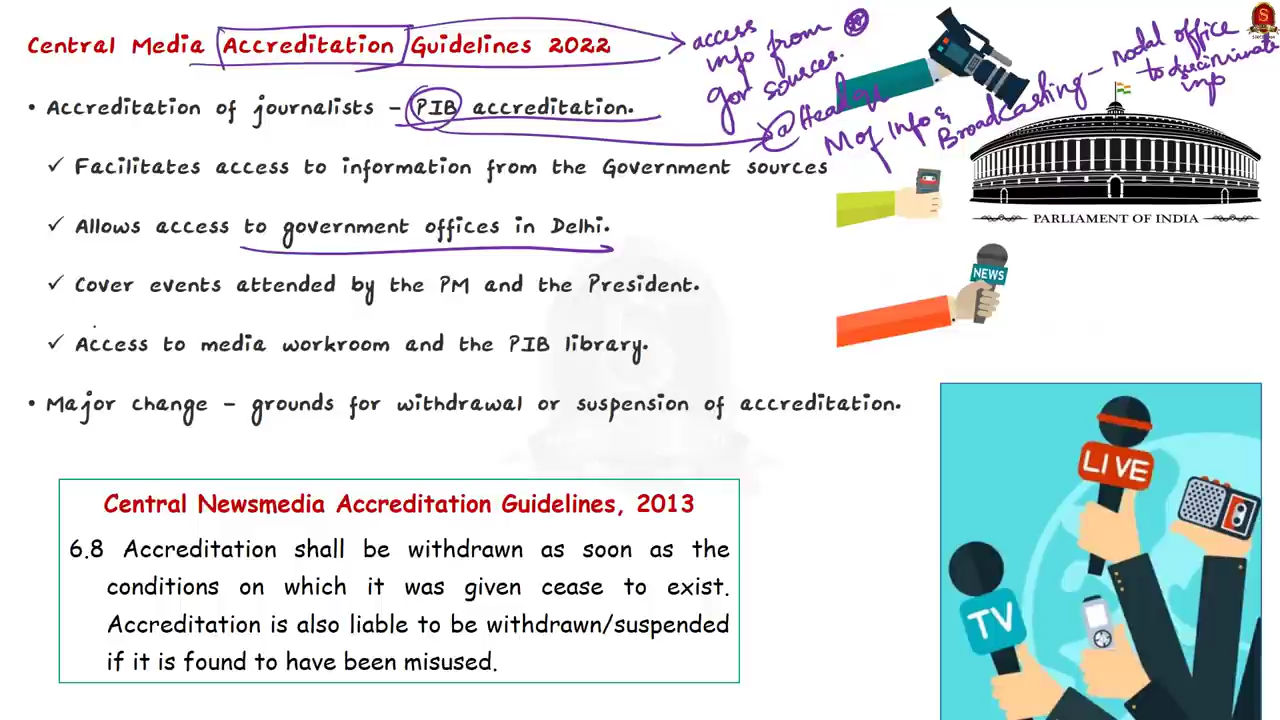 Central Media Accreditation Guidelines 2022
access
info from
gov sources.
• Accreditation of journalists – PIB accreditation.
M of Info &
Broadcasting – nodal office
to
info
✓ Facilitates access to information from the Government sources
✓ Allows access to government offices in Delhi.
✓ Cover events attended by the PM and the President.
✓ Access to media workroom and the PIB library.
• Major change – grounds for withdrawal or suspension of accreditation.
PARLIAMENT OF INDIA
NEWS
LIVE
TV
Central Newsmedia Accreditation Guidelines, 2013
6.8 Accreditation shall be withdrawn as soon as the
conditions on which it was given cease to exist.
Accreditation is also liable to be withdrawn/suspended
if it is found to have been misused.